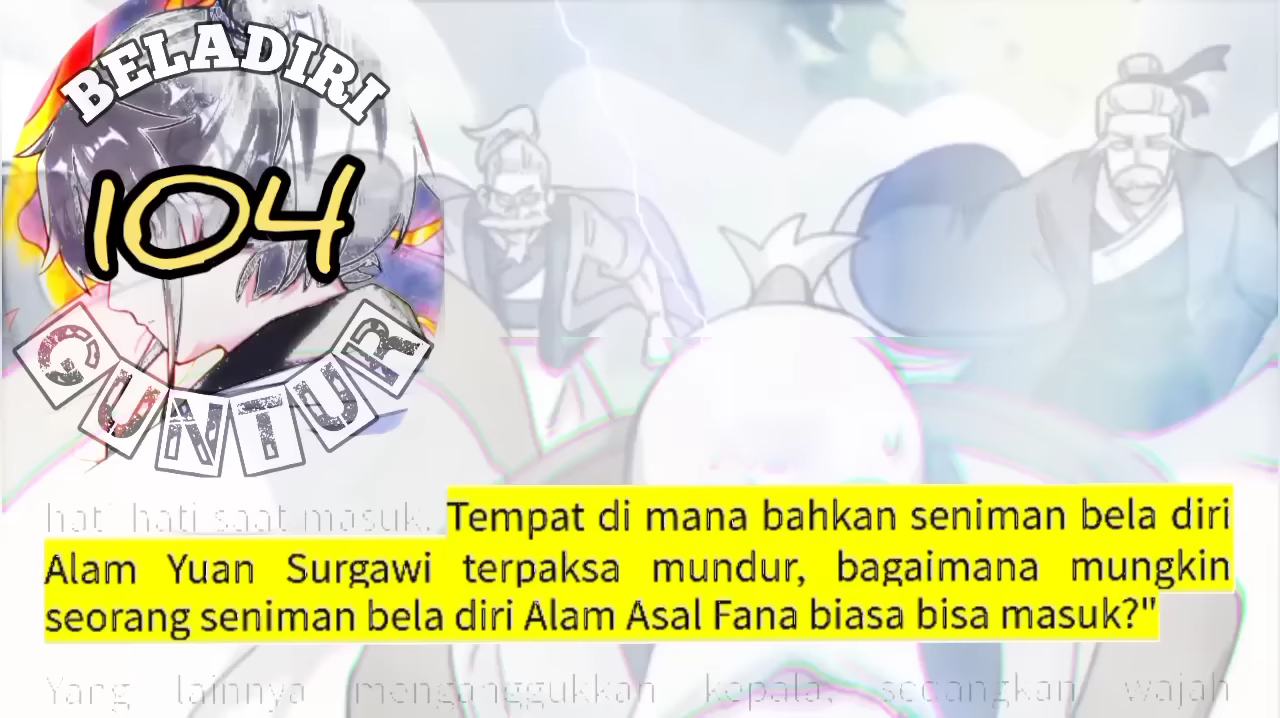 BELADIRI
104
GUNTUR
hati hati saat masuk. Tempat di mana bahkan seniman bela diri
Alam Yuan Surgawi terpaksa mundur, bagaimana mungkin
seorang seniman bela diri Alam Asal Fana biasa bisa masuk?"
Yang lainnya menganggukkan kepala, sedangkan wajah